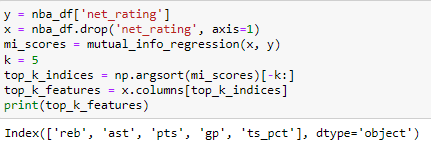 y = nba_df['net_rating']
x = nba_df.drop('net_rating', axis=1)
mi_scores = mutual_info_regression(x, y)
k = 5
top_k_indices = np.argsort(mi_scores)[-k:]
top_k_features = x.columns[top_k_indices]
print(top_k_features)
Index(['reb', 'ast', 'pts', 'gp', 'ts_pct'], dtype='object')